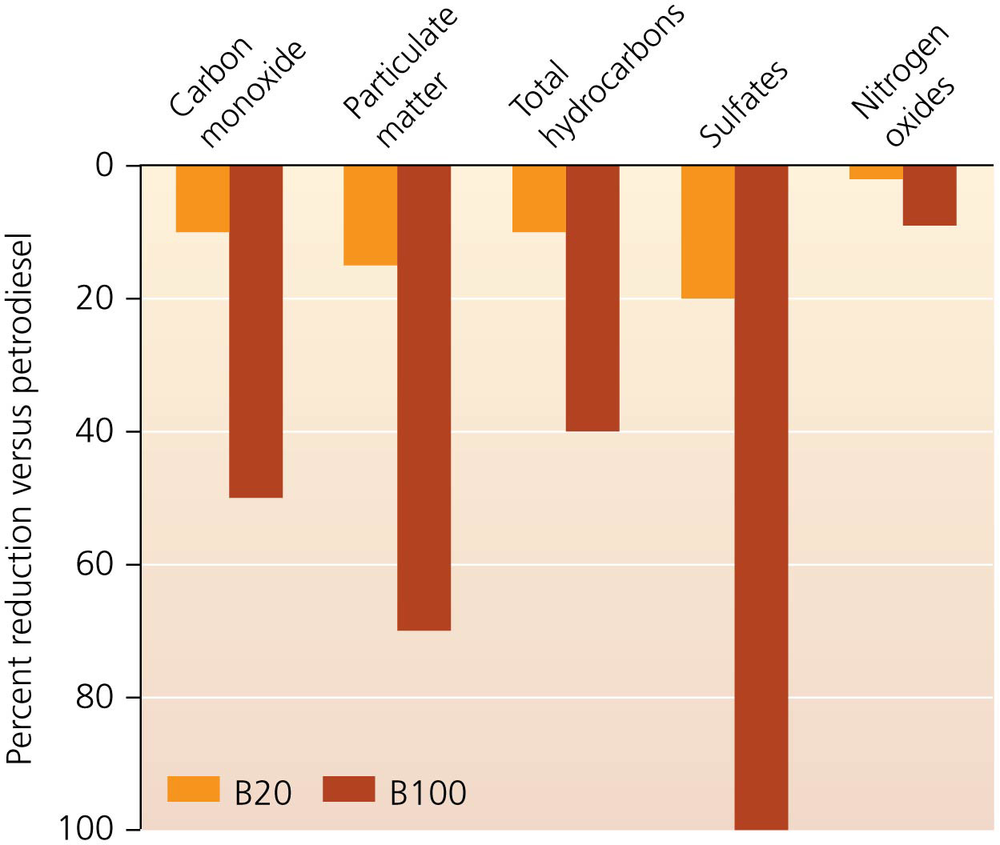 Carbon
monoxide
Particulate
matter
Total
hydrocarbons
Sulfates
Nitrogen
oxides
Percent reduction versus petrodiesel
0
20
40
60
80
100
B20
B100